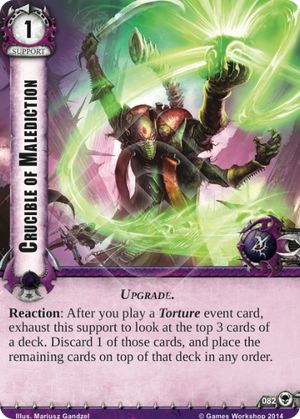 1
SUPPORT
Crucible of Malediction
Upgrade.
Reaction: After you play a Torture event card,
exhaust this support to look at the top 3 cards of
a deck. Discard 1 of those cards, and place the
remaining cards on top of that deck in any order.
082
Illus. Mariusz Gandzel
© Games Workshop 2014